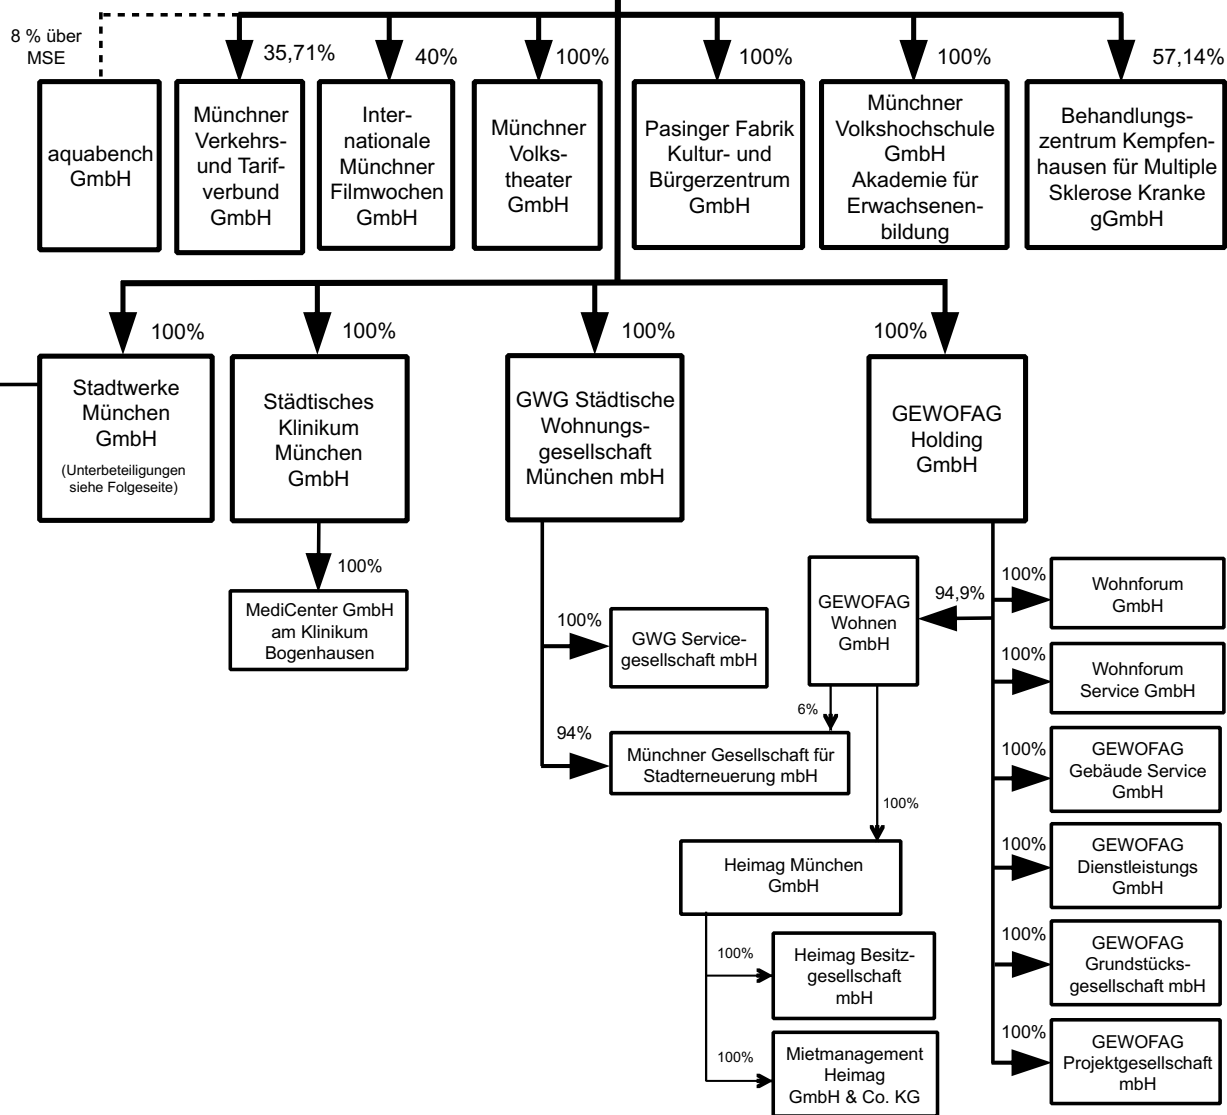 8 % über
MSE
35,71%
40%
100%
100%
100%
57,14%
aquabench
GmbH
Münchner
Verkehrs-
und Tarif-
verbund
GmbH
Inter-
nationale
Münchner
Filmwochen
GmbH
Münchner
Volks-
theater
GmbH
Pasinger Fabrik
Kultur- und
Bürgerzentrum
GmbH
Münchner
Volkshochschule
GmbH
Akademie für
Erwachsenen-
bildung
Behandlungs-
zentrum Kempfen-
hausen für Multiple
Sklerose Kranke
gGmbH
100%
100%
100%
100%
Stadtwerke
München
GmbH
(Unterbeteiligungen
siehe Folgeseite)
Städtisches
Klinikum
München
GmbH
GWG Städtische
Wohnungs-
gesellschaft
München mbH
GEWOFAG
Holding
GmbH
100%
MediCenter GmbH
am Klinikum
Bogenhausen
100%
GWG Service-
gesellschaft mbH
94%
Münchner Gesellschaft für
Stadterneuerung mbH
94,9%
GEWOFAG
Wohnen
GmbH
6%
100%
Heimag München
GmbH
100%
Heimag Besitz-
gesellschaft
mbH
100%
Mietmanagement
Heimag
GmbH & Co. KG
100%
Wohnforum
GmbH
100%
Wohnforum
Service GmbH
100%
GEWOFAG
Gebäude Service
GmbH
100%
GEWOFAG
Dienstleistungs
GmbH
100%
GEWOFAG
Grundstücks-
gesellschaft mbH
100%
GEWOFAG
Projektgesellschaft
mbH